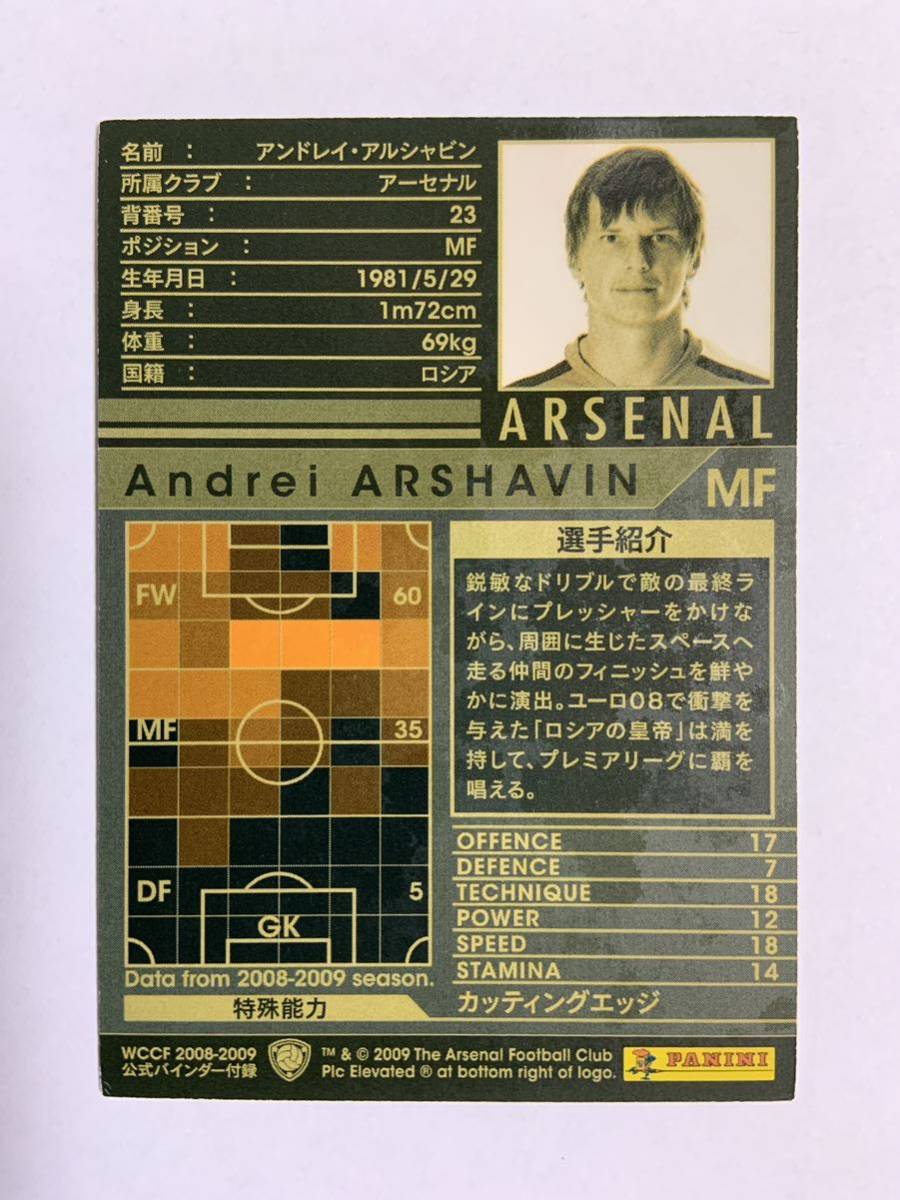 名前 : アンドレイ・アルシャビン
所属クラブ : アーセナル
背番号 : 23
ポジション : MF
生年月日 : 1981/5/29
身長 : 1m72cm
体重 : 69kg
国籍 : ロシア
ARSENAL
Andrei ARSHAVIN
MF
FW 60
MF 35
DF 5
GK
Data from 2008-2009 season.
選手紹介
鋭敏なドリブルで敵の最終ラ
インにプレッシャーをかけな
がら、周囲に生じたスペースへ
走る仲間のフィニッシュを鮮や
かに演出。ユーロ08で衝撃を
与えた「ロシアの皇帝」は満を
持して、プレミアリーグに覇を
唱える。
OFFENCE 17
DEFENCE 7
TECHNIQUE 18
POWER 12
SPEED 18
STAMINA 14
特殊能力 カッティングエッジ
WCCF 2008-2009
公式バインダー付録
™ & © 2009 The Arsenal Football Club
Plc Elevated ® at bottom right of logo.
PANINI